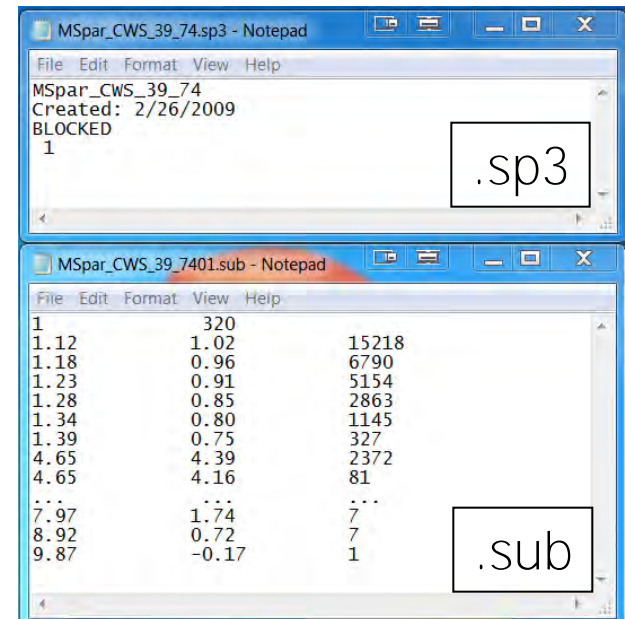 MSpar_CWS_39_74.sp3 - Notepad
File Edit Format View Help
MSpar_CWS_39_74
Created: 2/26/2009
BLOCKED
1
.sp3
MSpar_CWS_39_7401.sub - Notepad
File Edit Format View Help
1 320
1.12 1.02 15218
1.18 0.96 6790
1.23 0.91 5154
1.28 0.85 2863
1.34 0.80 1145
1.39 0.75 327
4.65 4.39 2372
4.65 4.16 81
... ... ...
7.97 1.74 7
8.92 0.72 7
9.87 -0.17 1
.sub